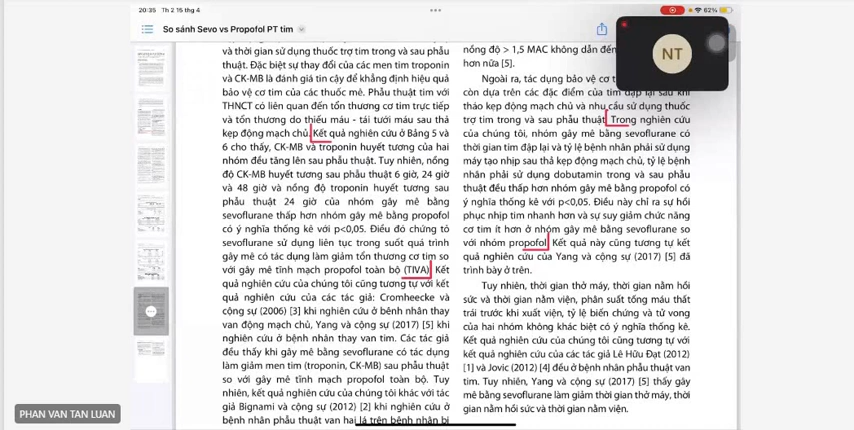 20:35 Th 2 15 thg 4
62%
So sánh Sevo vs Propofol PT tim
NT
và thời gian sử dụng thuốc trợ tim trong và sau phẫu
thuật. Đặc biệt sự thay đổi của các men tim troponin
và CK-MB là đánh giá tin cậy để khẳng định hiệu quả
bảo vệ cơ tim của các thuốc mê. Phẫu thuật tim với
THNCT có liên quan đến tổn thương cơ tim trực tiếp
và tổn thương do thiếu máu - tái tưới máu sau thả
kẹp động mạch chủ. Kết quả nghiên cứu ở Bảng 5 và
6 cho thấy, CK-MB và troponin huyết tương của hai
nhóm đều tăng lên sau phẫu thuật. Tuy nhiên, nồng
độ CK-MB huyết tương sau phẫu thuật 6 giờ, 24 giờ
và 48 giờ và nồng độ troponin huyết tương sau
phẫu thuật 24 giờ của nhóm gây mê bằng
sevoflurane thấp hơn nhóm gây mê bằng propofol
có ý nghĩa thống kê với p<0,05. Điều đó chứng tỏ
sevoflurane sử dụng liên tục trong suốt quá trình
gây mê có tác dụng làm giảm tổn thương cơ tim so
với gây mê tĩnh mạch propofol toàn bộ (TIVA). Kết
quả nghiên cứu của chúng tôi cũng tương tự với kết
quả nghiên cứu của các tác giả: Cromheecke và
cộng sự (2006) [3] khi nghiên cứu ở bệnh nhân thay
van động mạch chủ, Yang và cộng sự (2017) [5] khi
nghiên cứu ở bệnh nhân thay van tim. Các tác giả
đều thấy khi gây mê bằng sevoflurane có tác dụng
làm giảm men tim (troponin, CK-MB) sau phẫu thuật
so với gây mê tĩnh mạch propofol toàn bộ. Tuy
nhiên, kết quả nghiên cứu của chúng tôi khác với tác
giả Bignami và cộng sự (2012) [2] khi nghiên cứu ở
bệnh nhân phẫu thuật van hai lá trên bệnh nhân bị
nồng độ > 1,5 MAC không dẫn đến
hơn nữa [5].
Ngoài ra, tác dụng bảo vệ cơ
còn dựa trên các đặc điểm của tim đập lại sau khi
tháo kẹp động mạch chủ và nhu cầu sử dụng thuốc
trợ tim trong và sau phẫu thuật. Trong nghiên cứu
của chúng tôi, nhóm gây mê bằng sevoflurane có
thời gian tim đập lại và tỷ lệ bệnh nhân phải sử dụng
máy tạo nhịp sau thả kẹp động mạch chủ, tỷ lệ bệnh
nhân phải sử dụng dobutamin trong và sau phẫu
thuật đều thấp hơn nhóm gây mê bằng propofol có
ý nghĩa thống kê với p<0,05. Điều này chỉ ra sự hồi
phục nhịp tim nhanh hơn và sự suy giảm chức năng
cơ tim ít hơn ở nhóm gây mê bằng sevoflurane so
với nhóm propofol. Kết quả này cũng tương tự kết
quả nghiên cứu của Yang và cộng sự (2017) [5] đã
trình bày ở trên.
Tuy nhiên, thời gian thở máy, thời gian nằm hồi
sức và thời gian nằm viện, phân suất tống máu thất
trái trước khi xuất viện, tỷ lệ biến chứng và tử vong
của hai nhóm không khác biệt có ý nghĩa thống kê.
Kết quả nghiên cứu của chúng tôi cũng tương tự với
kết quả nghiên cứu của các tác giả Lê Hữu Đạt (2012)
[1] và Jovic (2012) [4] đều ở bệnh nhân phẫu thuật van
tim. Tuy nhiên, Yang và cộng sự (2017) [5] thấy gây
mê bằng sevoflurane làm giảm thời gian thở máy, thời
gian nằm hồi sức và thời gian nằm viện.
PHAN VAN TAN LUAN